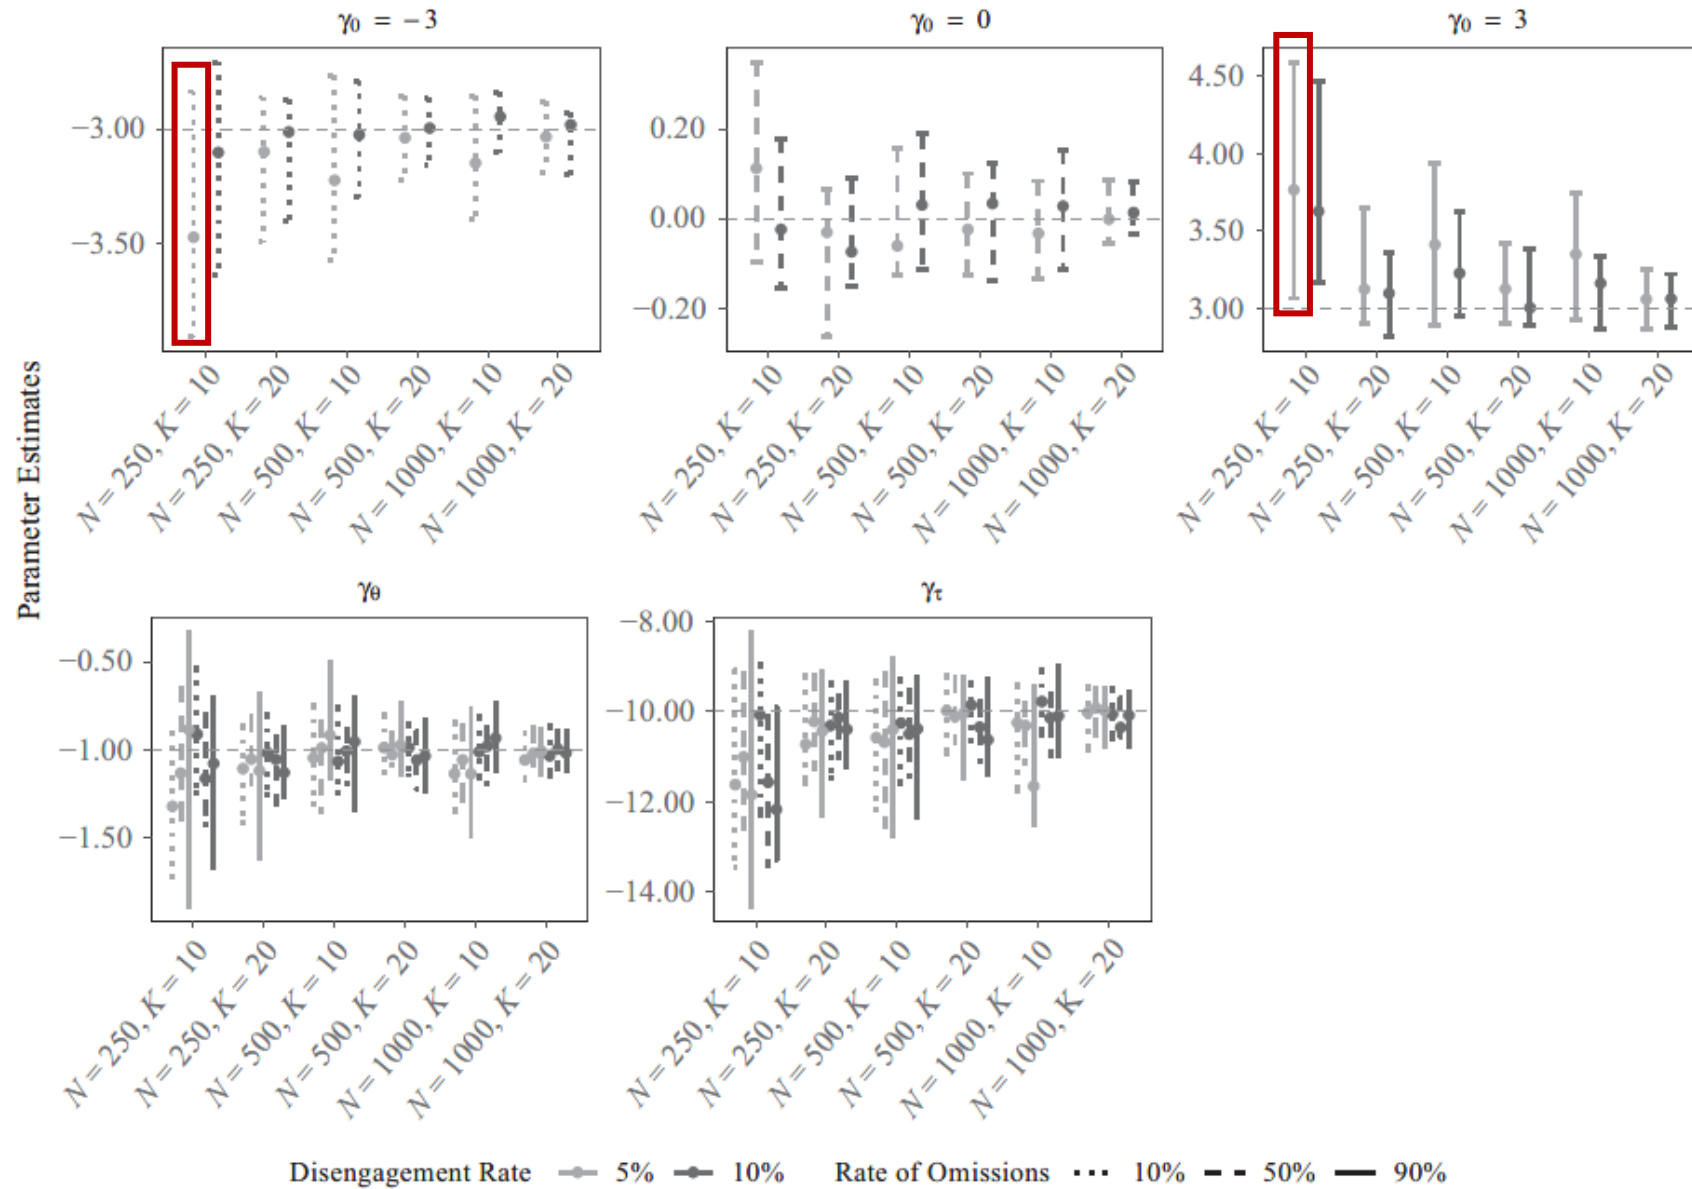 γ₀ = −3
γ₀ = 0
γ₀ = 3
−3.00
−3.50
0.20
0.00
−0.20
4.50
4.00
3.50
3.00
N = 250, K = 10
N = 250, K = 20
N = 500, K = 10
N = 500, K = 20
N = 1000, K = 10
N = 1000, K = 20
N = 250, K = 10
N = 250, K = 20
N = 500, K = 10
N = 500, K = 20
N = 1000, K = 10
N = 1000, K = 20
N = 250, K = 10
N = 250, K = 20
N = 500, K = 10
N = 500, K = 20
N = 1000, K = 10
N = 1000, K = 20
Parameter Estimates
γθ
γτ
−0.50
−1.00
−1.50
−8.00
−10.00
−12.00
−14.00
N = 250, K = 10
N = 250, K = 20
N = 500, K = 10
N = 500, K = 20
N = 1000, K = 10
N = 1000, K = 20
N = 250, K = 10
N = 250, K = 20
N = 500, K = 10
N = 500, K = 20
N = 1000, K = 10
N = 1000, K = 20
Disengagement Rate 5% 10% Rate of Omissions 10% 50% 90%